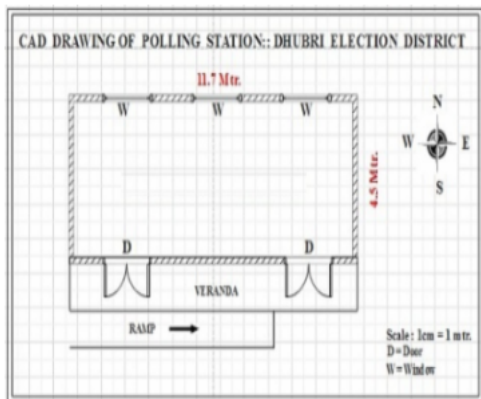 CAD DRAWING OF POLLING STATION:: DHUBRI ELECTION DISTRICT
11.7 Mtr.
W W W
N
W E
S
4.5 Mtr.
D D
VERANDA
RAMP
Scale: 1cm = 1 mtr.
D=Door
W=Window